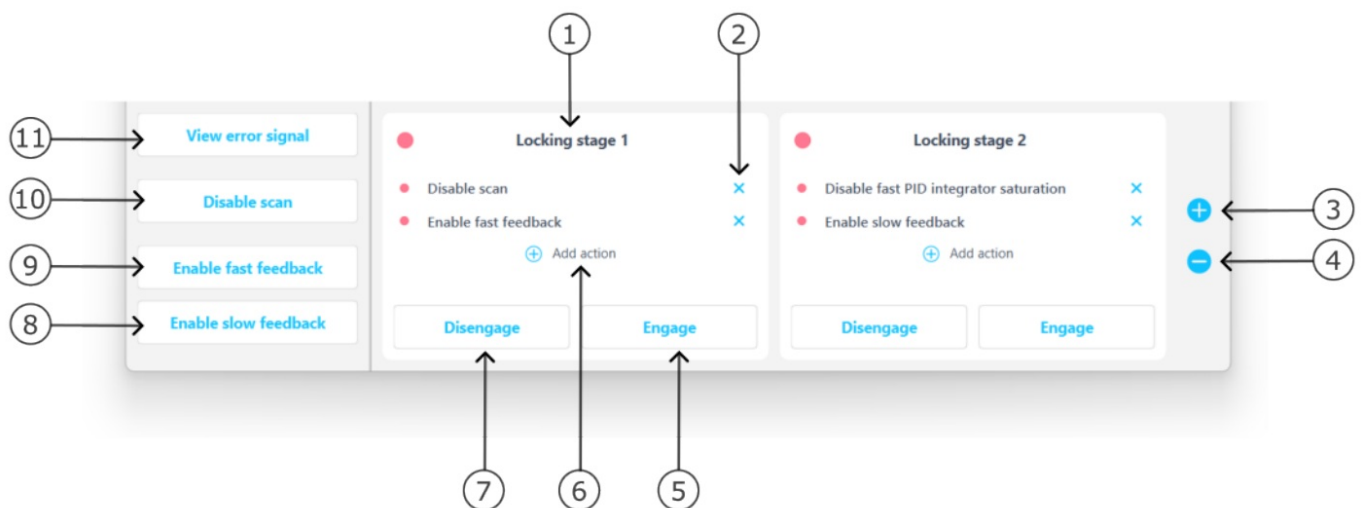 1
2
11
View error signal
Locking stage 1
Locking stage 2
10
Disable scan
Disable scan
Disable fast PID integrator saturation
3
Enable fast feedback
Enable slow feedback
9
Enable fast feedback
Add action
Add action
4
8
Enable slow feedback
Disengage
Engage
Disengage
Engage
7
6
5